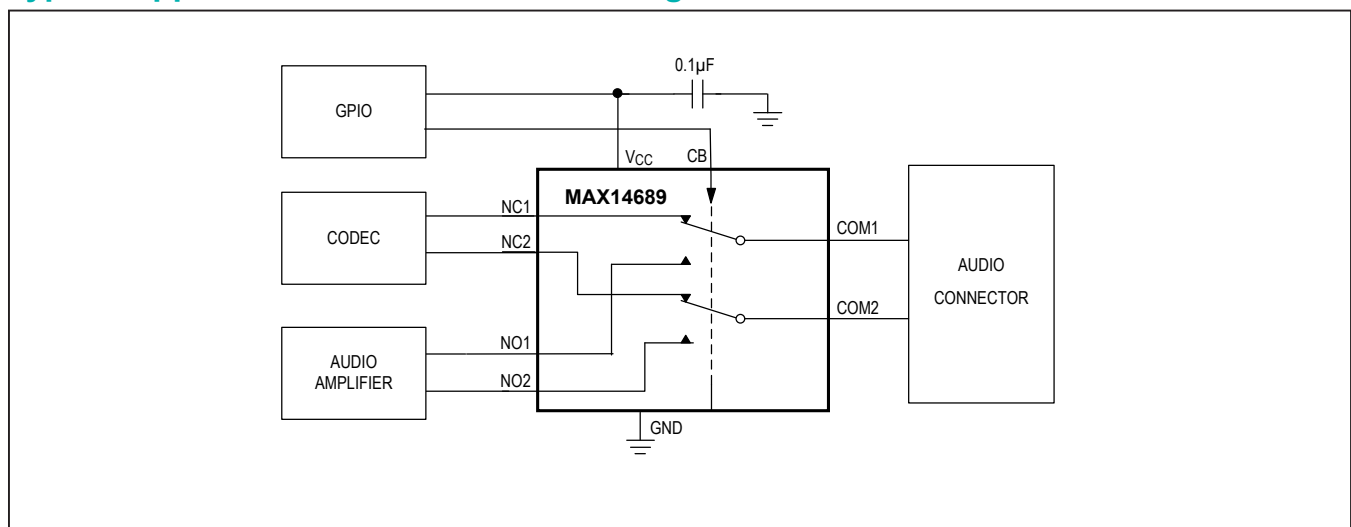 0.1µF
GPIO
VCC
CB
MAX14689
NC1
CODEC
NC2
COM1
AUDIO
CONNECTOR
COM2
NO1
AUDIO
AMPLIFIER
NO2
GND